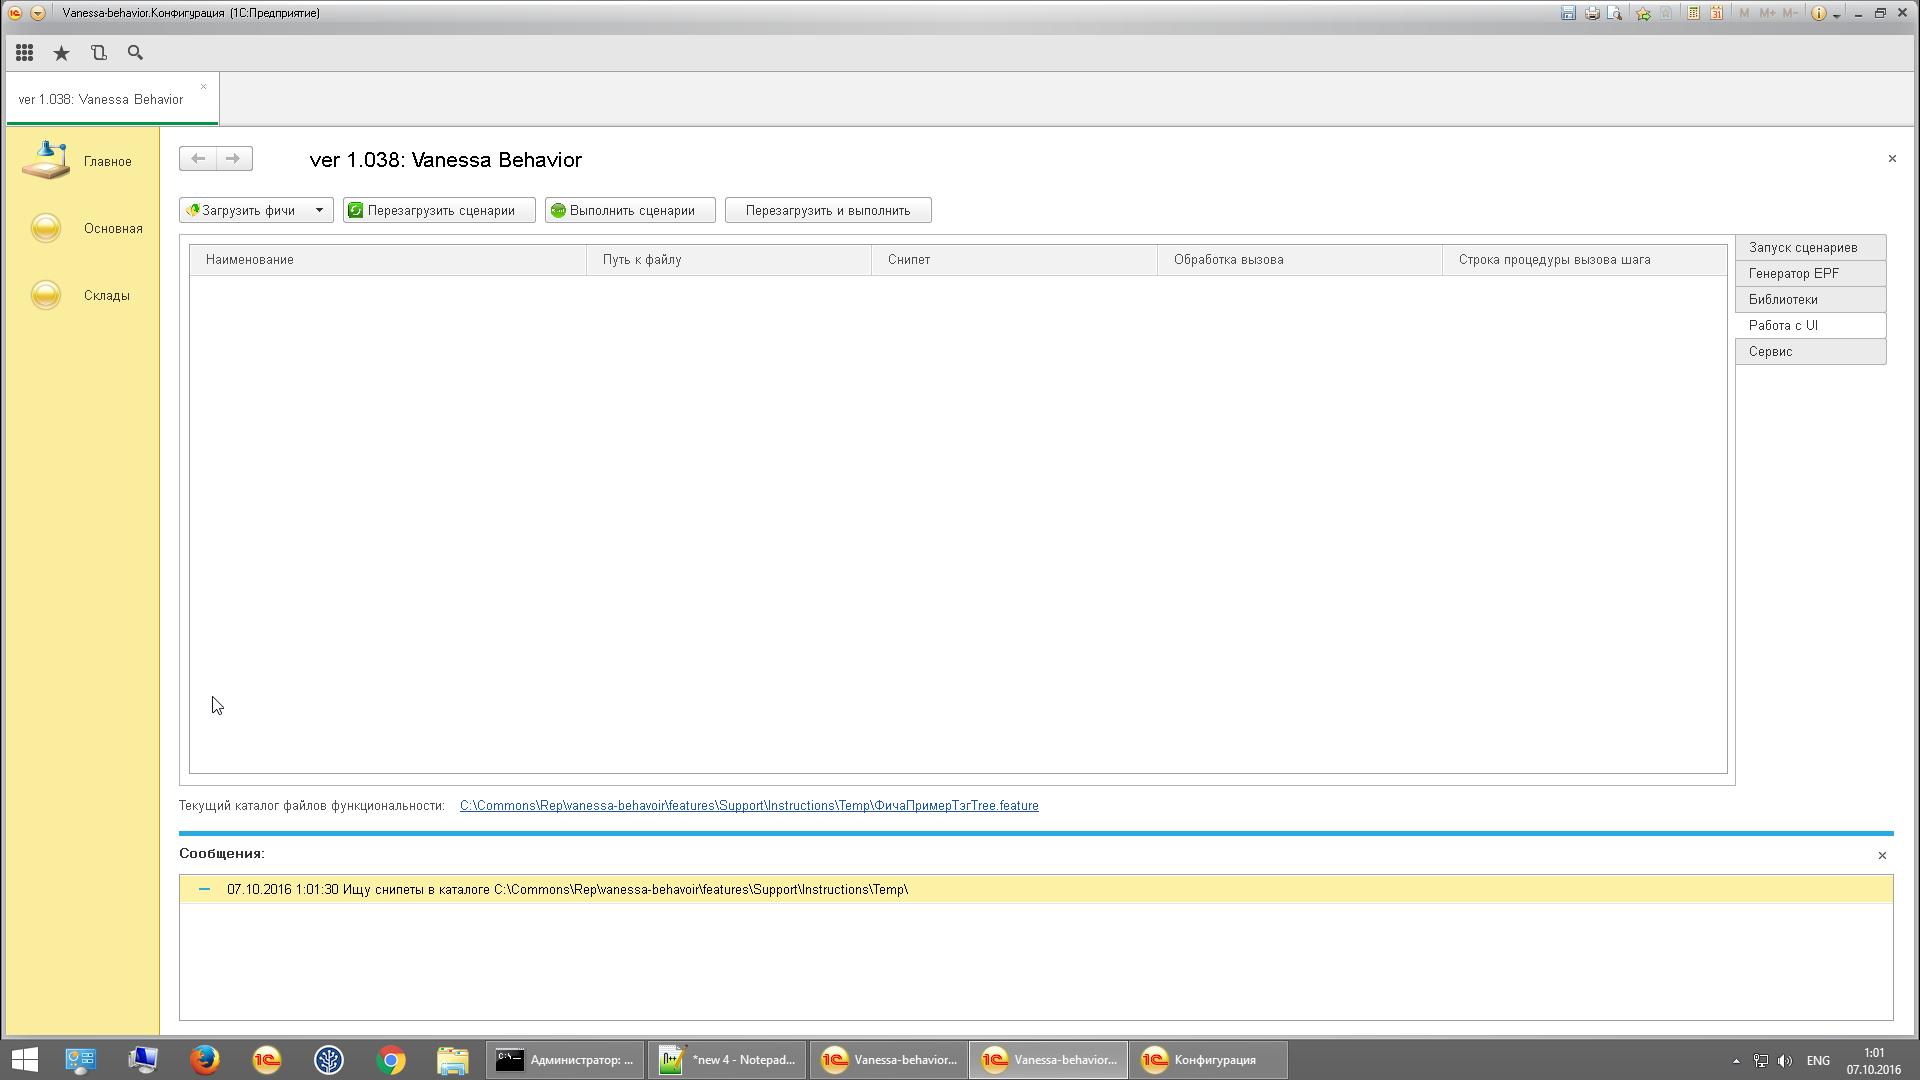 Vanessa-behavior.Конфигурация (1С:Предприятие)
M M+ M-
ver 1.038: Vanessa Behavior
Главное
Основная
Склады
ver 1.038: Vanessa Behavior
Загрузить фичи
Перезагрузить сценарии
Выполнить сценарии
Перезагрузить и выполнить
Наименование
Путь к файлу
Снипет
Обработка вызова
Строка процедуры вызова шага
Запуск сценариев
Генератор EPF
Библиотеки
Работа с UI
Сервис
Текущий каталог файлов функциональности: C:\Commons\Rep\vanessa-behavoir\features\Support\Instructions\Temp\ФичаПримерТэгTree.feature
Сообщения:
07.10.2016 1:01:30 Ищу снипеты в каталоге C:\Commons\Rep\vanessa-behavoir\features\Support\Instructions\Temp\
Администратор: ...
*new 4 - Notepad...
Vanessa-behavior...
Vanessa-behavior...
Конфигурация
ENG
1:01
07.10.2016